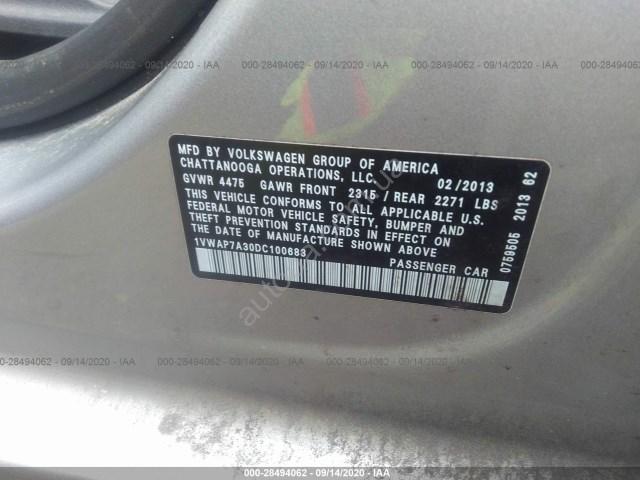 000-28494062 - 09/14/2020 - IAA
MFD BY VOLKSWAGEN GROUP OF AMERICA
CHATTANOOGA OPERATIONS, LLC. 02/2013
GVWR 4475 GAWR FRONT 2315 / REAR 2271 LBS
THIS VEHICLE CONFORMS TO ALL APPLICABLE U.S.
FEDERAL MOTOR VEHICLE SAFETY, BUMPER AND
THEFT PREVENTION STANDARDS IN EFFECT ON
THE DATE OF MANUFACTURE SHOWN ABOVE
1VWAP7A30DC100683 PASSENGER CAR
0759505 2013 62
000-28494062 - 09/14/2020 - IAA
000-28494062 - 09/14/2020 - IAA